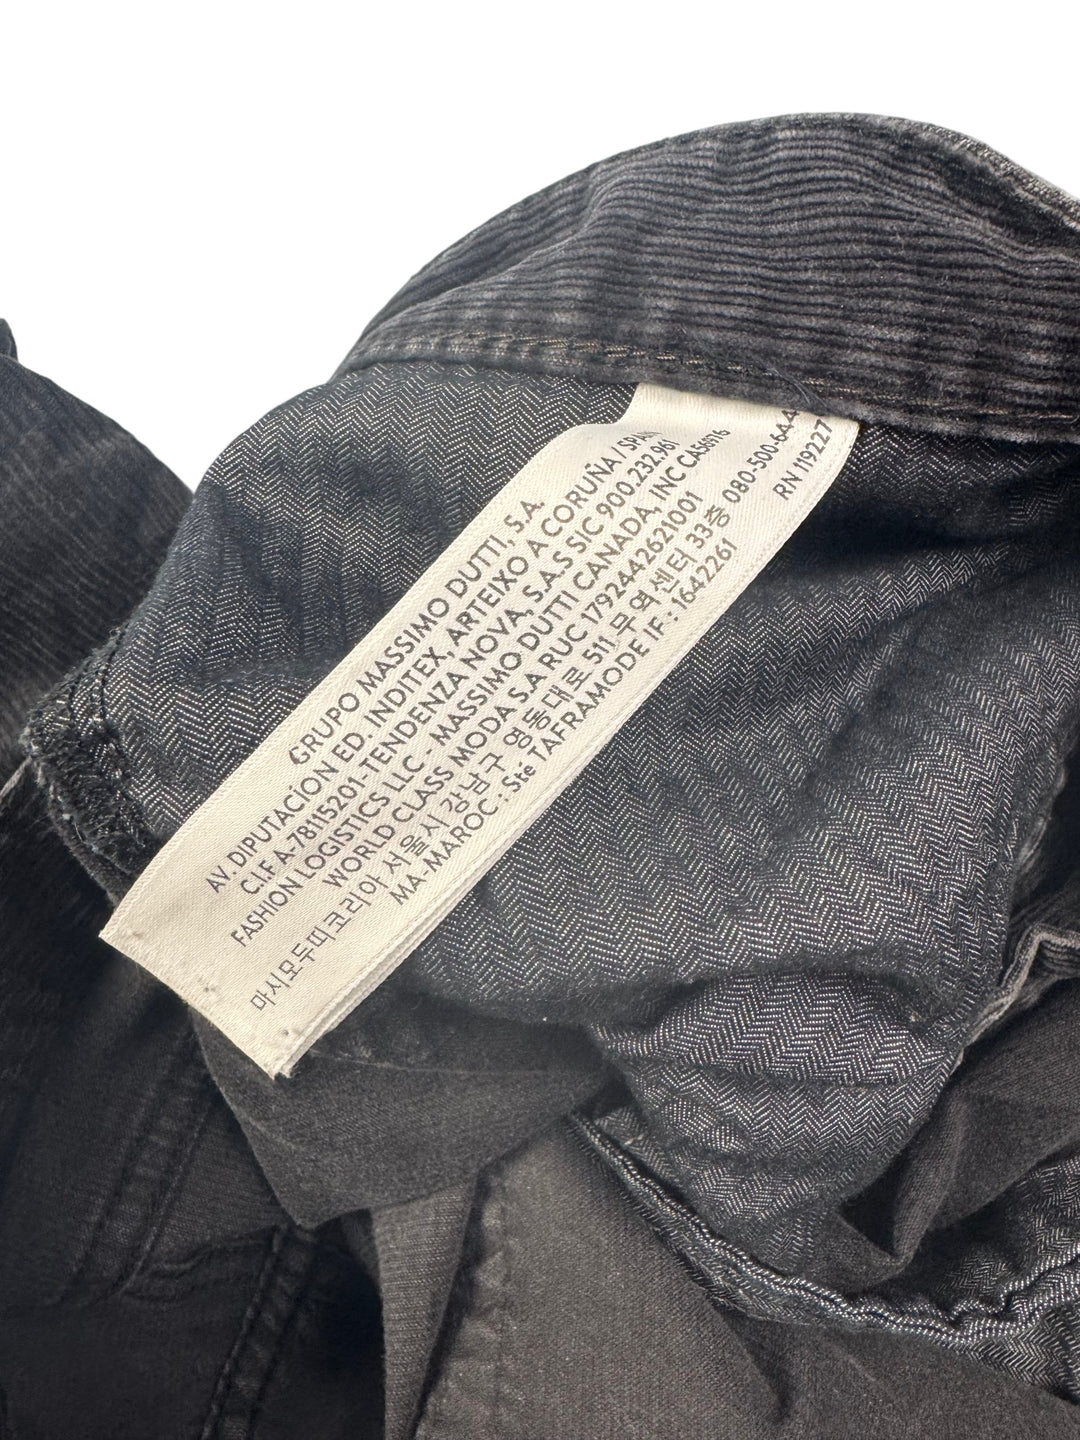 GRUPO MASSIMO DUTTI, S.A.
AV. DIPUTACÍON ED. INDITEX, ARTEIXO A CORUÑA / SPAIN
C.I.F A-78115201-TENDENZA NOVA, S.A.S SIC 900.232.961
FASHION LOGISTICS LLC - MASSIMO DUTTI CANADA, INC CA56976
WORLD CLASS MODA S.A RUC 1792442621001
마시모두띠코리아 서울시 강남구 영동대로 511 무역센터 33층 080-500-644
MA-MAROC : Sté TAFRAMODE IF : 1642261
RN 119227